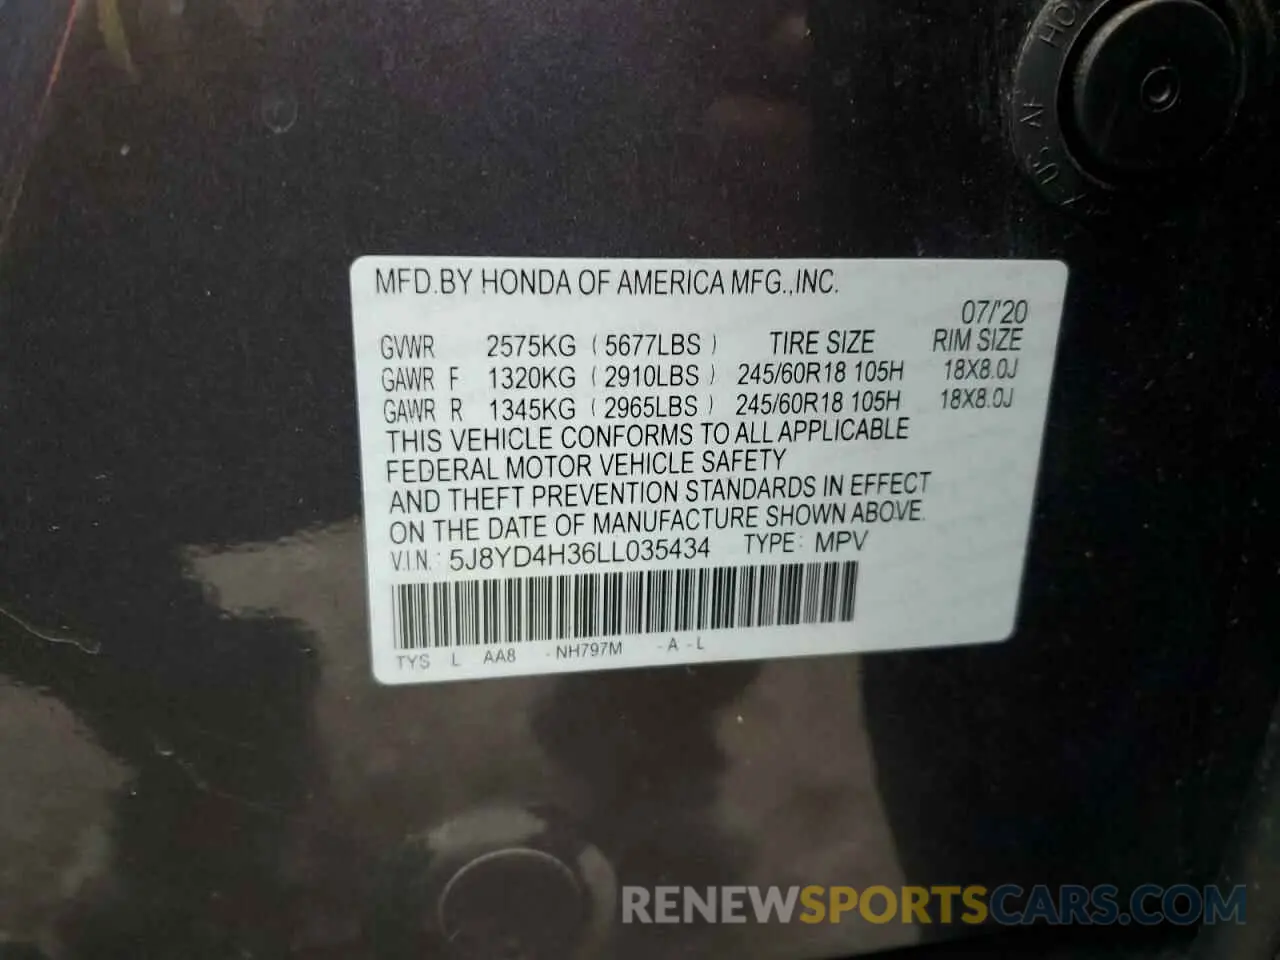 HO
US AF
MFD.BY HONDA OF AMERICA MFG.,INC.
07/'20
GVWR 2575KG (5677LBS) TIRE SIZE RIM SIZE
GAWR F 1320KG (2910LBS) 245/60R18 105H 18X8.0J
GAWR R 1345KG (2965LBS) 245/60R18 105H 18X8.0J
THIS VEHICLE CONFORMS TO ALL APPLICABLE
FEDERAL MOTOR VEHICLE SAFETY
AND THEFT PREVENTION STANDARDS IN EFFECT
ON THE DATE OF MANUFACTURE SHOWN ABOVE.
V.I.N.: 5J8YD4H36LL035434 TYPE: MPV
TYS L AA8 -NH797M -A-L
RENEWSPORTSCARS.COM